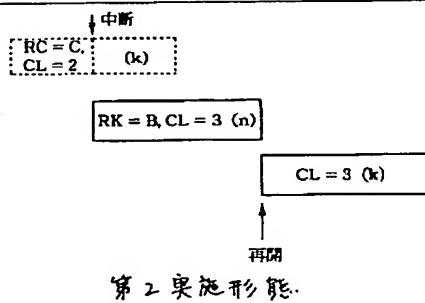 中断
RC = C,
CL = 2
(k)
RK = B, CL = 3 (n)
CL = 3 (k)
再開
第2実施形態.